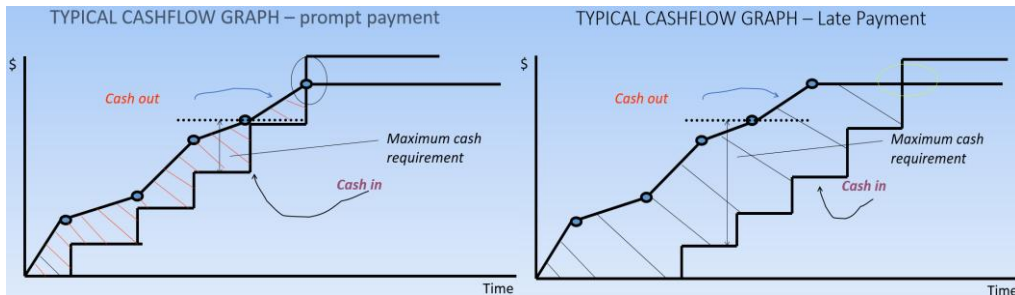 TYPICAL CASHFLOW GRAPH – prompt payment
$
Cash out
Maximum cash
requirement
Cash in
Time
TYPICAL CASHFLOW GRAPH – Late Payment
$
Cash out
Maximum cash
requirement
Cash in
Time